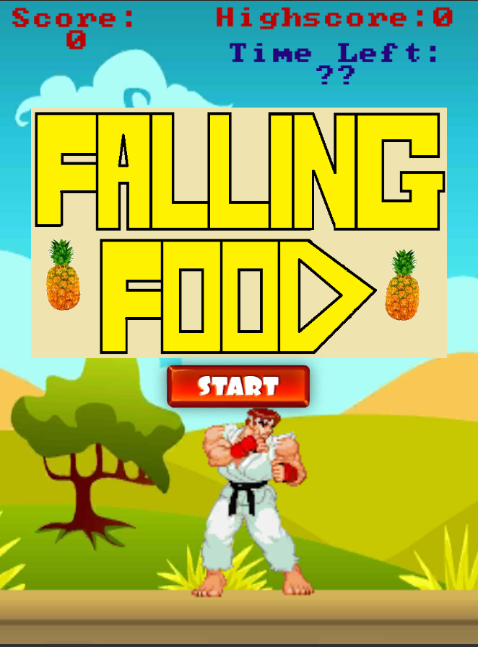 Score:
0
Highscore:0
Time Left:
??
FALLING
FOOD
START